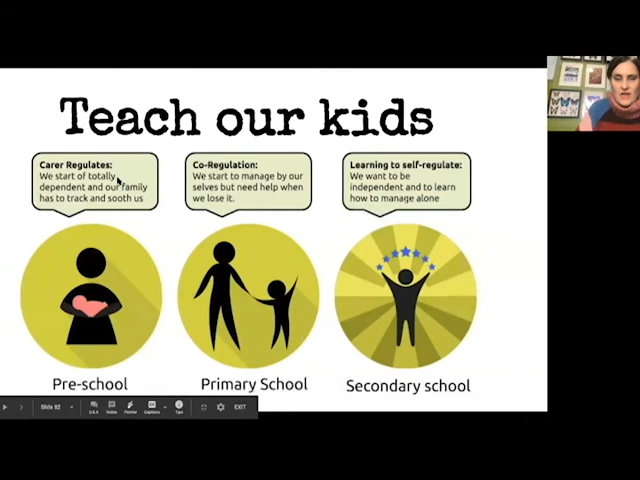 Teach our kids
Carer Regulates:
We start of totally
dependent and our family
has to track and sooth us
Co-Regulation:
We start to manage by our
selves but need help when
we lose it.
Learning to self-regulate:
We want to be
independent and to learn
how to manage alone
Pre-school
Primary School
Secondary school
Slide 82
Q&A
Notes
Pointer
Captions
Tips
EXIT